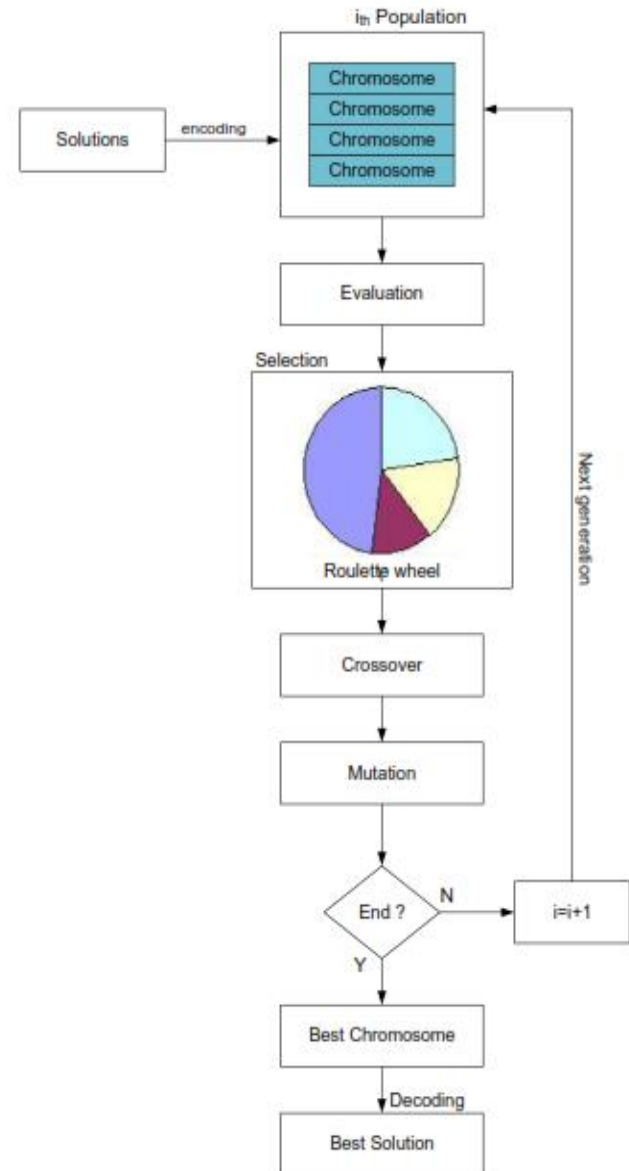 ith Population
Chromosome
Chromosome
Chromosome
Chromosome
Solutions
encoding
Evaluation
Selection
Roulette wheel
Next generation
Crossover
Mutation
End ?
N
i=i+1
Y
Best Chromosome
Decoding
Best Solution